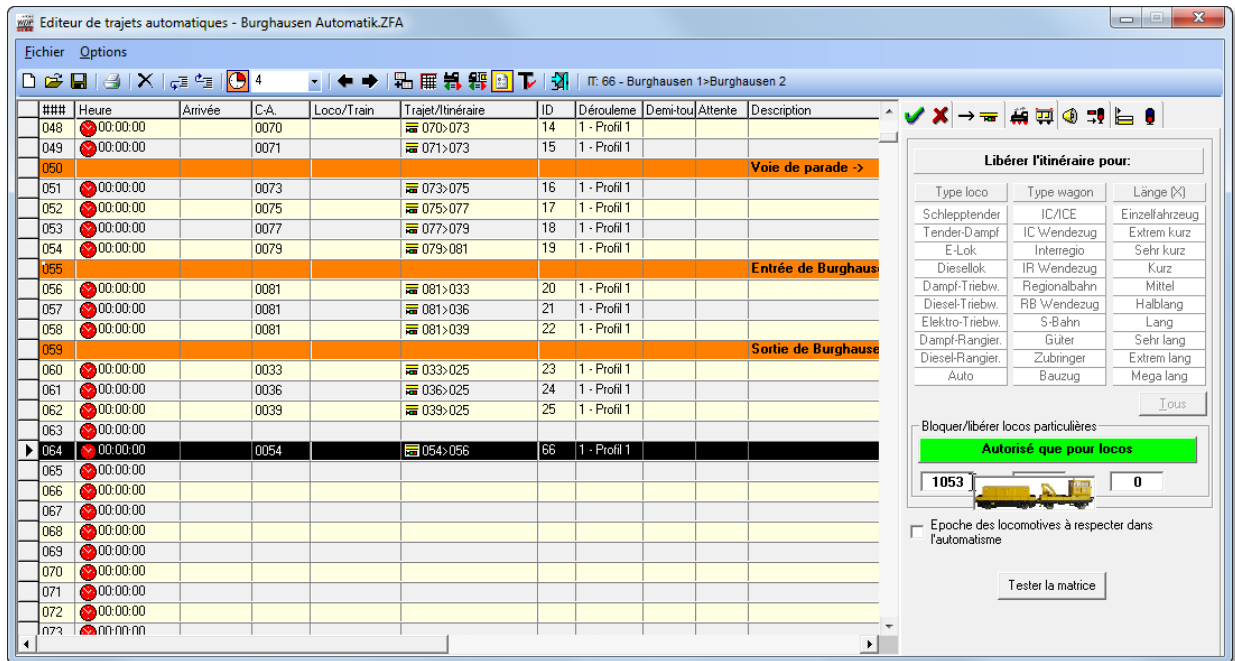 Editeur de trajets automatiques - Burghausen Automatik.ZFA
Fichier Options
4 IT: 66 - Burghausen 1>Burghausen 2
### Heure Arrivée C-A. Loco/Train Trajet/Itinéraire ID Dérouleme Demi-tou Attente Description
048 00:00:00 0070 070>073 14 1 - Profil 1
049 00:00:00 0071 071>073 15 1 - Profil 1
050 Voie de parade ->
051 00:00:00 0073 073>075 16 1 - Profil 1
052 00:00:00 0075 075>077 17 1 - Profil 1
053 00:00:00 0077 077>079 18 1 - Profil 1
054 00:00:00 0079 079>081 19 1 - Profil 1
055 Entrée de Burghaus
056 00:00:00 0081 081>033 20 1 - Profil 1
057 00:00:00 0081 081>036 21 1 - Profil 1
058 00:00:00 0081 081>039 22 1 - Profil 1
059 Sortie de Burghause
060 00:00:00 0033 033>025 23 1 - Profil 1
061 00:00:00 0036 036>025 24 1 - Profil 1
062 00:00:00 0039 039>025 25 1 - Profil 1
063 00:00:00
064 00:00:00 0054 054>056 66 1 - Profil 1
065 00:00:00
066 00:00:00
067 00:00:00
068 00:00:00
069 00:00:00
070 00:00:00
071 00:00:00
072 00:00:00
073 00:00:00
Libérer l'itinéraire pour:
Type loco Type wagon Länge (X)
Schlepptender IC/ICE Einzelfahrzeug
Tender-Dampf IC Wendezug Extrem kurz
E-Lok Interregio Sehr kurz
Diesellok IR Wendezug Kurz
Dampf-Triebw. Regionalbahn Mittel
Diesel-Triebw. RB Wendezug Halblang
Elektro-Triebw. S-Bahn Lang
Dampf-Rangier. Güter Sehr lang
Diesel-Rangier. Zubringer Extrem lang
Auto Bauzug Mega lang
Tous
Bloquer/libérer locos particulières
Autorisé que pour locos
1053 0
Epoche des locomotives à respecter dans
l'automatisme
Tester la matrice